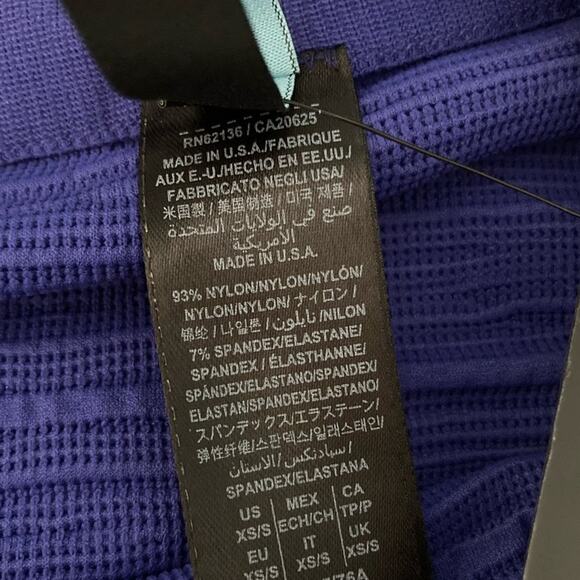 RN62136 / CA20625
MADE IN U.S.A./FABRIQUE
AUX E.-U./HECHO EN EE.UU./
FABBRICATO NEGLI USA/
米国製 / 美国制造 / 미국 제조 /
صنع في الولايات المتحدة
الأمريكية
MADE IN U.S.A.
93% NYLON/NYLON/NYLÓN/
NYLON/NYLON/ ナイロン /
锦纶 / 나일론 / نايلون/NILON
7% SPANDEX/ELASTANE/
SPANDEX / ÉLASTHANNE/
SPANDEX/ELASTANO/SPANDEX/
ELASTAN/SPANDEX/ELASTANO/
スパンデックス/エラステーン/
弹性纤维/스판덱스/일래스테인/
سباندكس/الاستان/
SPANDEX/ELASTANA
US MEX CA
XS/S ECH/CH TP/P
EU IT UK
XS/S XS/S XS/S
/76A